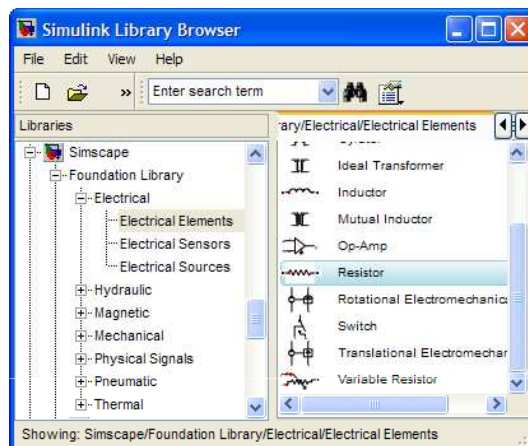 Simulink Library Browser
File Edit View Help
» Enter search term
Libraries
Simscape
Foundation Library
Electrical
Electrical Elements
Electrical Sensors
Electrical Sources
Hydraulic
Magnetic
Mechanical
Physical Signals
Pneumatic
Thermal
rary/Electrical/Electrical Elements
Ideal Transformer
Inductor
Mutual Inductor
Op-Amp
Resistor
Rotational Electromechanic
Switch
Translational Electromechar
Variable Resistor
Showing: Simscape/Foundation Library/Electrical/Electrical Elements